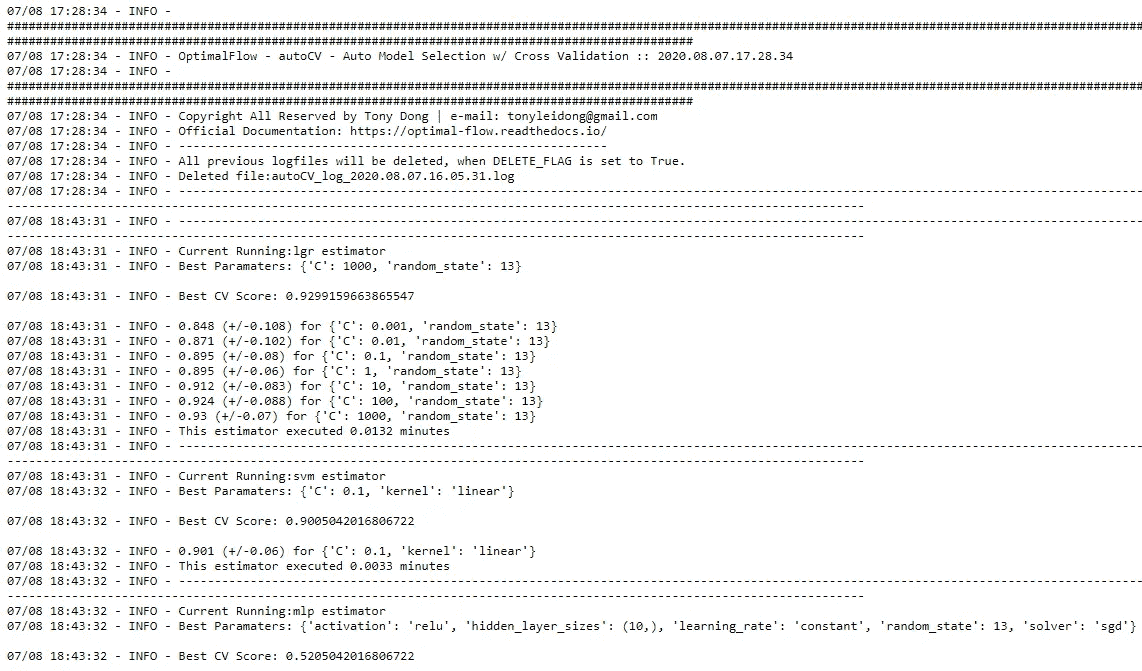 07/08 17:28:34 - INFO -
################################################################################################################################################################
################################################################################################
07/08 17:28:34 - INFO - OptimalFlow - autoCV - Auto Model Selection w/ Cross Validation :: 2020.08.07.17.28.34
07/08 17:28:34 - INFO -
################################################################################################################################################################
################################################################################################
07/08 17:28:34 - INFO - Copyright All Reserved by Tony Dong | e-mail: tonyleidong@gmail.com
07/08 17:28:34 - INFO - Official Documentation: https://optimal-flow.readthedocs.io/
07/08 17:28:34 - INFO - ------------------------------------------------------------
07/08 17:28:34 - INFO - All previous logfiles will be deleted, when DELETE_FLAG is set to True.
07/08 17:28:34 - INFO - Deleted file:autoCV_log_2020.08.07.16.05.31.log
07/08 17:28:34 - INFO - ---------------------------------------------------------------------------------------------------------------------------------------
------------------------------------------------------------------------------------------------------------------------
07/08 18:43:31 - INFO - ---------------------------------------------------------------------------------------------------------------------------------------
------------------------------------------------------------------------------------------------------------------------
07/08 18:43:31 - INFO - Current Running:lgr estimator
07/08 18:43:31 - INFO - Best Paramaters: {'C': 1000, 'random_state': 13}
07/08 18:43:31 - INFO - Best CV Score: 0.9299159663865547
07/08 18:43:31 - INFO - 0.848 (+/-0.108) for {'C': 0.001, 'random_state': 13}
07/08 18:43:31 - INFO - 0.871 (+/-0.102) for {'C': 0.01, 'random_state': 13}
07/08 18:43:31 - INFO - 0.895 (+/-0.08) for {'C': 0.1, 'random_state': 13}
07/08 18:43:31 - INFO - 0.895 (+/-0.06) for {'C': 1, 'random_state': 13}
07/08 18:43:31 - INFO - 0.912 (+/-0.083) for {'C': 10, 'random_state': 13}
07/08 18:43:31 - INFO - 0.924 (+/-0.088) for {'C': 100, 'random_state': 13}
07/08 18:43:31 - INFO - 0.93 (+/-0.07) for {'C': 1000, 'random_state': 13}
07/08 18:43:31 - INFO - This estimator executed 0.0132 minutes
07/08 18:43:31 - INFO - ---------------------------------------------------------------------------------------------------------------------------------------
------------------------------------------------------------------------------------------------------------------------
07/08 18:43:31 - INFO - Current Running:svm estimator
07/08 18:43:32 - INFO - Best Paramaters: {'C': 0.1, 'kernel': 'linear'}
07/08 18:43:32 - INFO - Best CV Score: 0.9005042016806722
07/08 18:43:32 - INFO - 0.901 (+/-0.06) for {'C': 0.1, 'kernel': 'linear'}
07/08 18:43:32 - INFO - This estimator executed 0.0033 minutes
07/08 18:43:32 - INFO - ---------------------------------------------------------------------------------------------------------------------------------------
------------------------------------------------------------------------------------------------------------------------
07/08 18:43:32 - INFO - Current Running:mlp estimator
07/08 18:43:32 - INFO - Best Paramaters: {'activation': 'relu', 'hidden_layer_sizes': (10,), 'learning_rate': 'constant', 'random_state': 13, 'solver': 'sgd'}
07/08 18:43:32 - INFO - Best CV Score: 0.5205042016806722